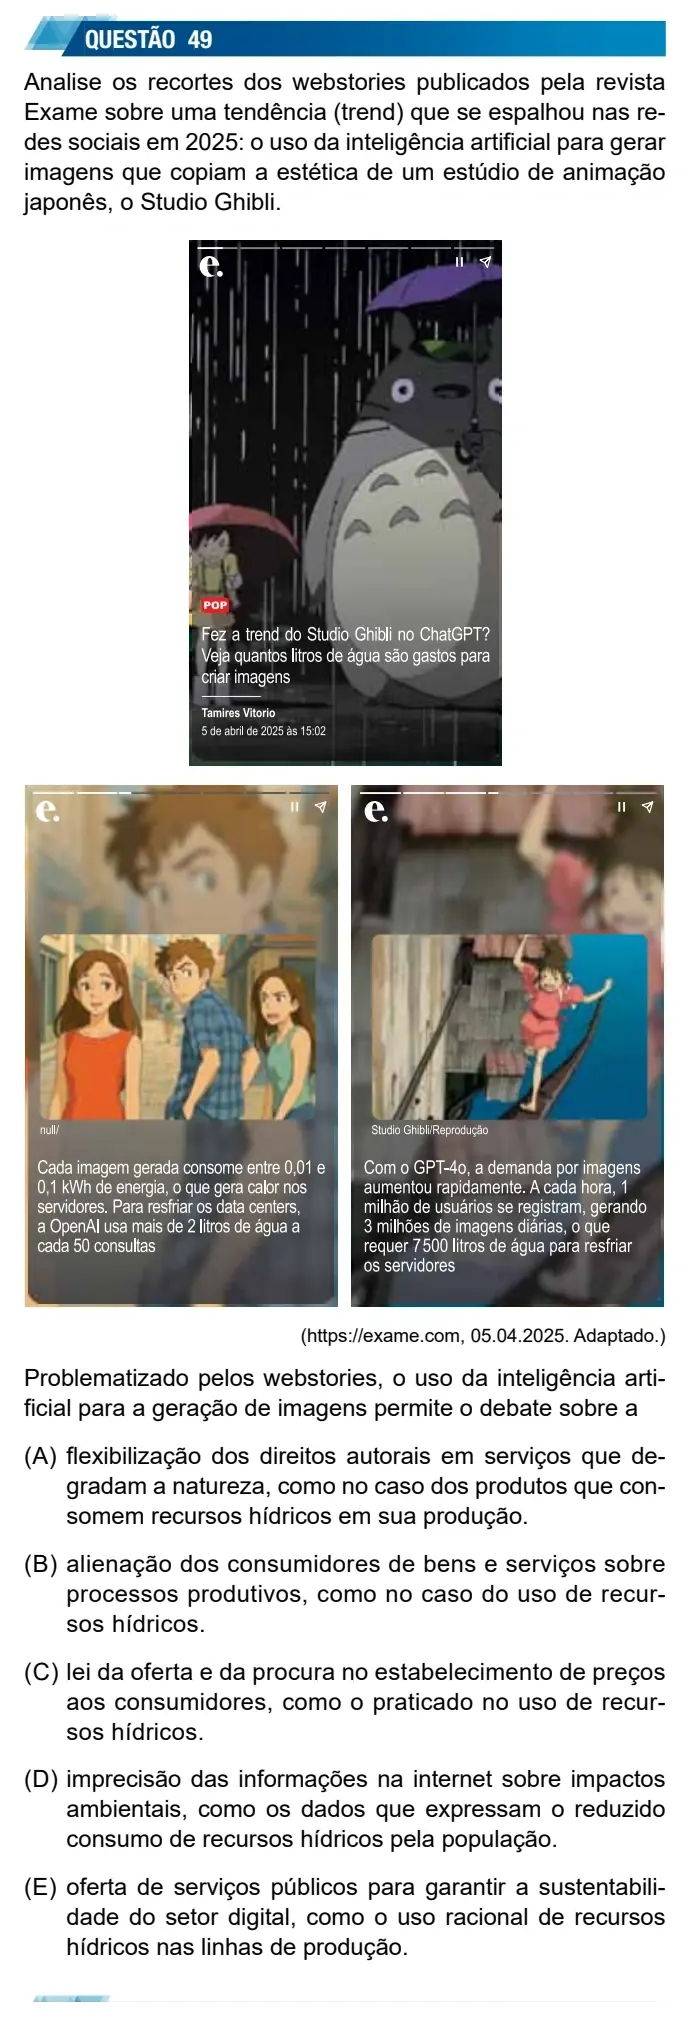 QUESTÃO 49
Analise os recortes dos webstories publicados pela revista
Exame sobre uma tendência (trend) que se espalhou nas re-
des sociais em 2025: o uso da inteligência artificial para gerar
imagens que copiam a estética de um estúdio de animação
japonês, o Studio Ghibli.
e.
POP
Fez a trend do Studio Ghibli no ChatGPT?
Veja quantos litros de água são gastos para
criar imagens
Tamires Vitorio
5 de abril de 2025 às 15:02
e.
null/
Cada imagem gerada consome entre 0,01 e
0,1 kWh de energia, o que gera calor nos
servidores. Para resfriar os data centers,
a OpenAI usa mais de 2 litros de água a
cada 50 consultas
e.
Studio Ghibli/Reprodução
Com o GPT-4o, a demanda por imagens
aumentou rapidamente. A cada hora, 1
milhão de usuários se registram, gerando
3 milhões de imagens diárias, o que
requer 7 500 litros de água para resfriar
os servidores
(https://exame.com, 05.04.2025. Adaptado.)
Problematizado pelos webstories, o uso da inteligência arti-
ficial para a geração de imagens permite o debate sobre a
(A) flexibilização dos direitos autorais em serviços que de-
gradam a natureza, como no caso dos produtos que con-
somem recursos hídricos em sua produção.
(B) alienação dos consumidores de bens e serviços sobre
processos produtivos, como no caso do uso de recur-
sos hídricos.
(C) lei da oferta e da procura no estabelecimento de preços
aos consumidores, como o praticado no uso de recur-
sos hídricos.
(D) imprecisão das informações na internet sobre impactos
ambientais, como os dados que expressam o reduzido
consumo de recursos hídricos pela população.
(E) oferta de serviços públicos para garantir a sustentabili-
dade do setor digital, como o uso racional de recursos
hídricos nas linhas de produção.